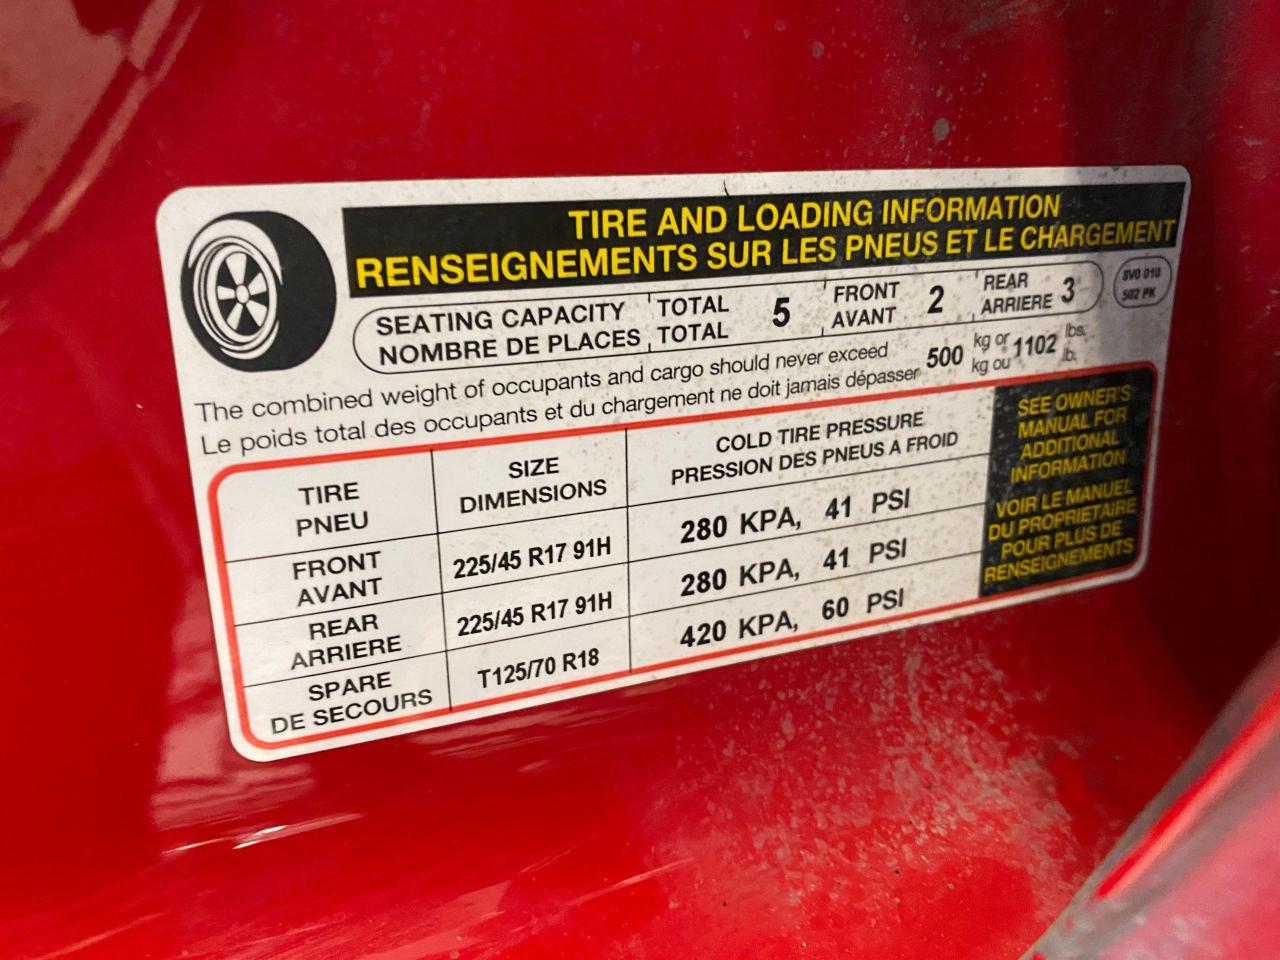 TIRE AND LOADING INFORMATION
RENSEIGNEMENTS SUR LES PNEUS ET LE CHARGEMENT
SEATING CAPACITY TOTAL 5 FRONT 2 REAR 3
NOMBRE DE PLACES TOTAL AVANT ARRIERE
SV0 010
502 PK
The combined weight of occupants and cargo should never exceed 500 kg or 1102 lbs.
Le poids total des occupants et du chargement ne doit jamais dépasser kg ou lb.
TIRE
PNEU
SIZE
DIMENSIONS
COLD TIRE PRESSURE
PRESSION DES PNEUS A FROID
FRONT
AVANT
225/45 R17 91H
280 KPA, 41 PSI
REAR
ARRIERE
225/45 R17 91H
280 KPA, 41 PSI
SPARE
DE SECOURS
T125/70 R18
420 KPA, 60 PSI
SEE OWNER'S
MANUAL FOR
ADDITIONAL
INFORMATION
VOIR LE MANUEL
DU PROPRIETAIRE
POUR PLUS DE
RENSEIGNEMENTS